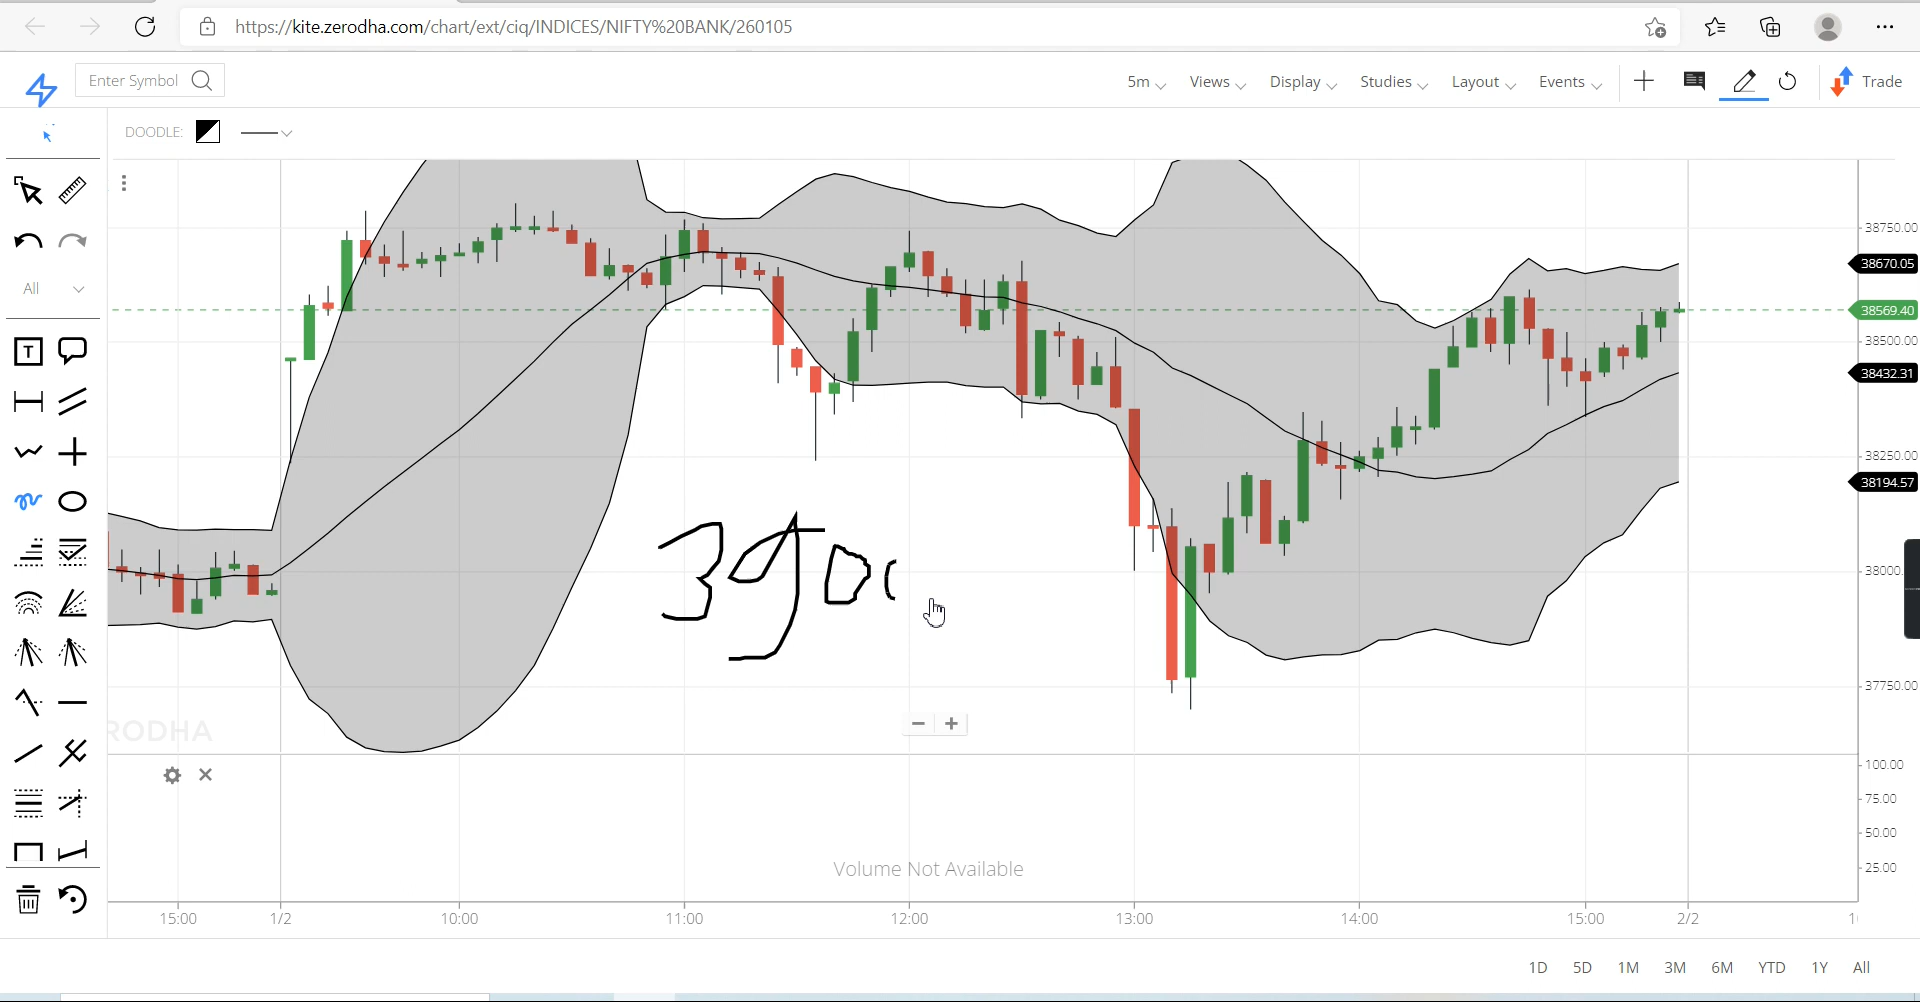 https://kite.zerodha.com/chart/ext/ciq/INDICES/NIFTY%20BANK/260105
Enter Symbol
5m
Views
Display
Studies
Layout
Events
Trade
DOODLE:
All
T
38750.00
38670.05
38569.40
38500.00
38432.31
38250.00
38194.57
38000.
37750.00
RODHA
100.00
75.00
50.00
25.00
Volume Not Available
15:00
1/2
10:00
11:00
12:00
13:00
14:00
15:00
2/2
1D
5D
1M
3M
6M
YTD
1Y
All